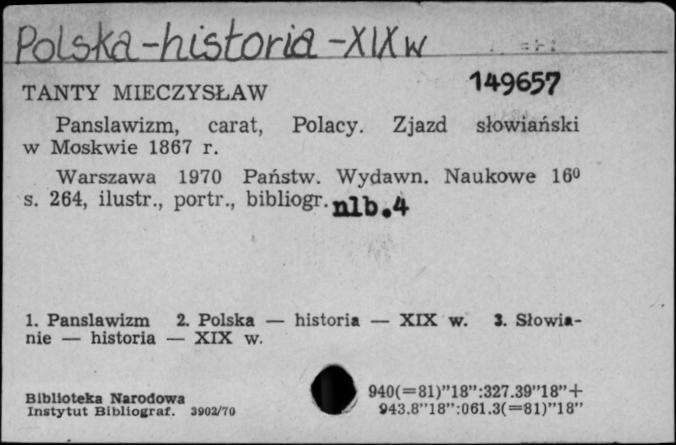 Polska-historia-XIX w
149657
TANTY MIECZYSŁAW
Panslawizm, carat, Polacy. Zjazd słowiański
w Moskwie 1867 r.
Warszawa 1970 Państw. Wydawn. Naukowe 16⁰
s. 264, ilustr., portr., bibliogr. nlb.4
1. Panslawizm 2. Polska — historia — XIX w. 3. Słowia-
nie — historia — XIX w.
940(=81)"18":327.39"18"+
Biblioteka Narodowa
943.8"18":061.3(=81)"18"
Instytut Bibliograf. 3902/70